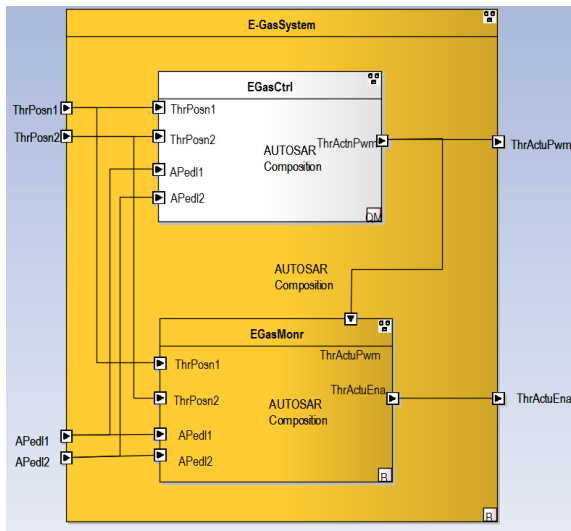 E-GasSystem
EGasCtrl
ThrPosn1
ThrPosn1
ThrPosn2
ThrPosn2
ThrActnPwm
ThrActuPwm
AUTOSAR
Composition
APedl1
APedl2
QM
AUTOSAR
Composition
EGasMonr
ThrActuPwm
ThrPosn1
ThrActuEna
ThrActuEna
ThrPosn2
AUTOSAR
Composition
APedl1
APedl1
APedl2
APedl2
B
B